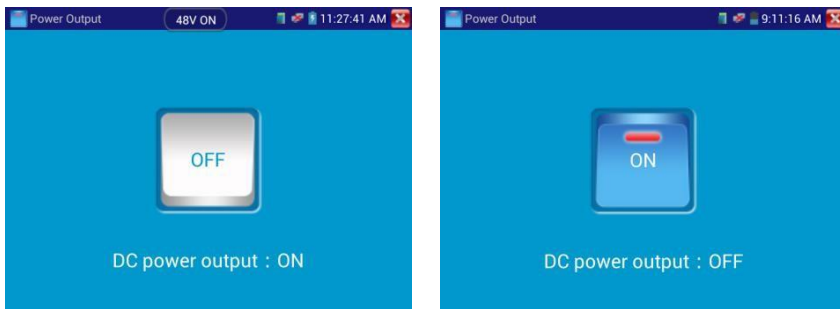 Power Output 48V ON 11:27:41 AM
OFF
DC power output : ON
Power Output 9:11:16 AM
ON
DC power output : OFF